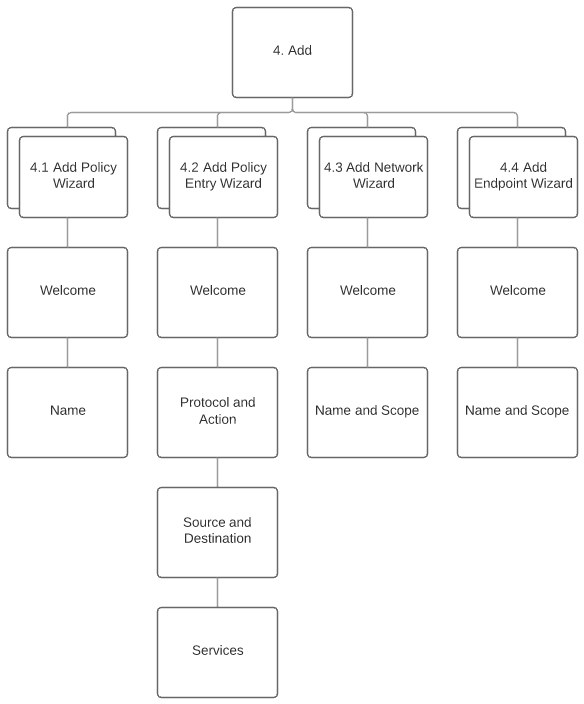 4. Add
4.1 Add Policy
Wizard
4.2 Add Policy
Entry Wizard
4.3 Add Network
Wizard
4.4 Add
Endpoint Wizard
Welcome
Welcome
Welcome
Welcome
Name
Protocol and
Action
Name and Scope
Name and Scope
Source and
Destination
Services